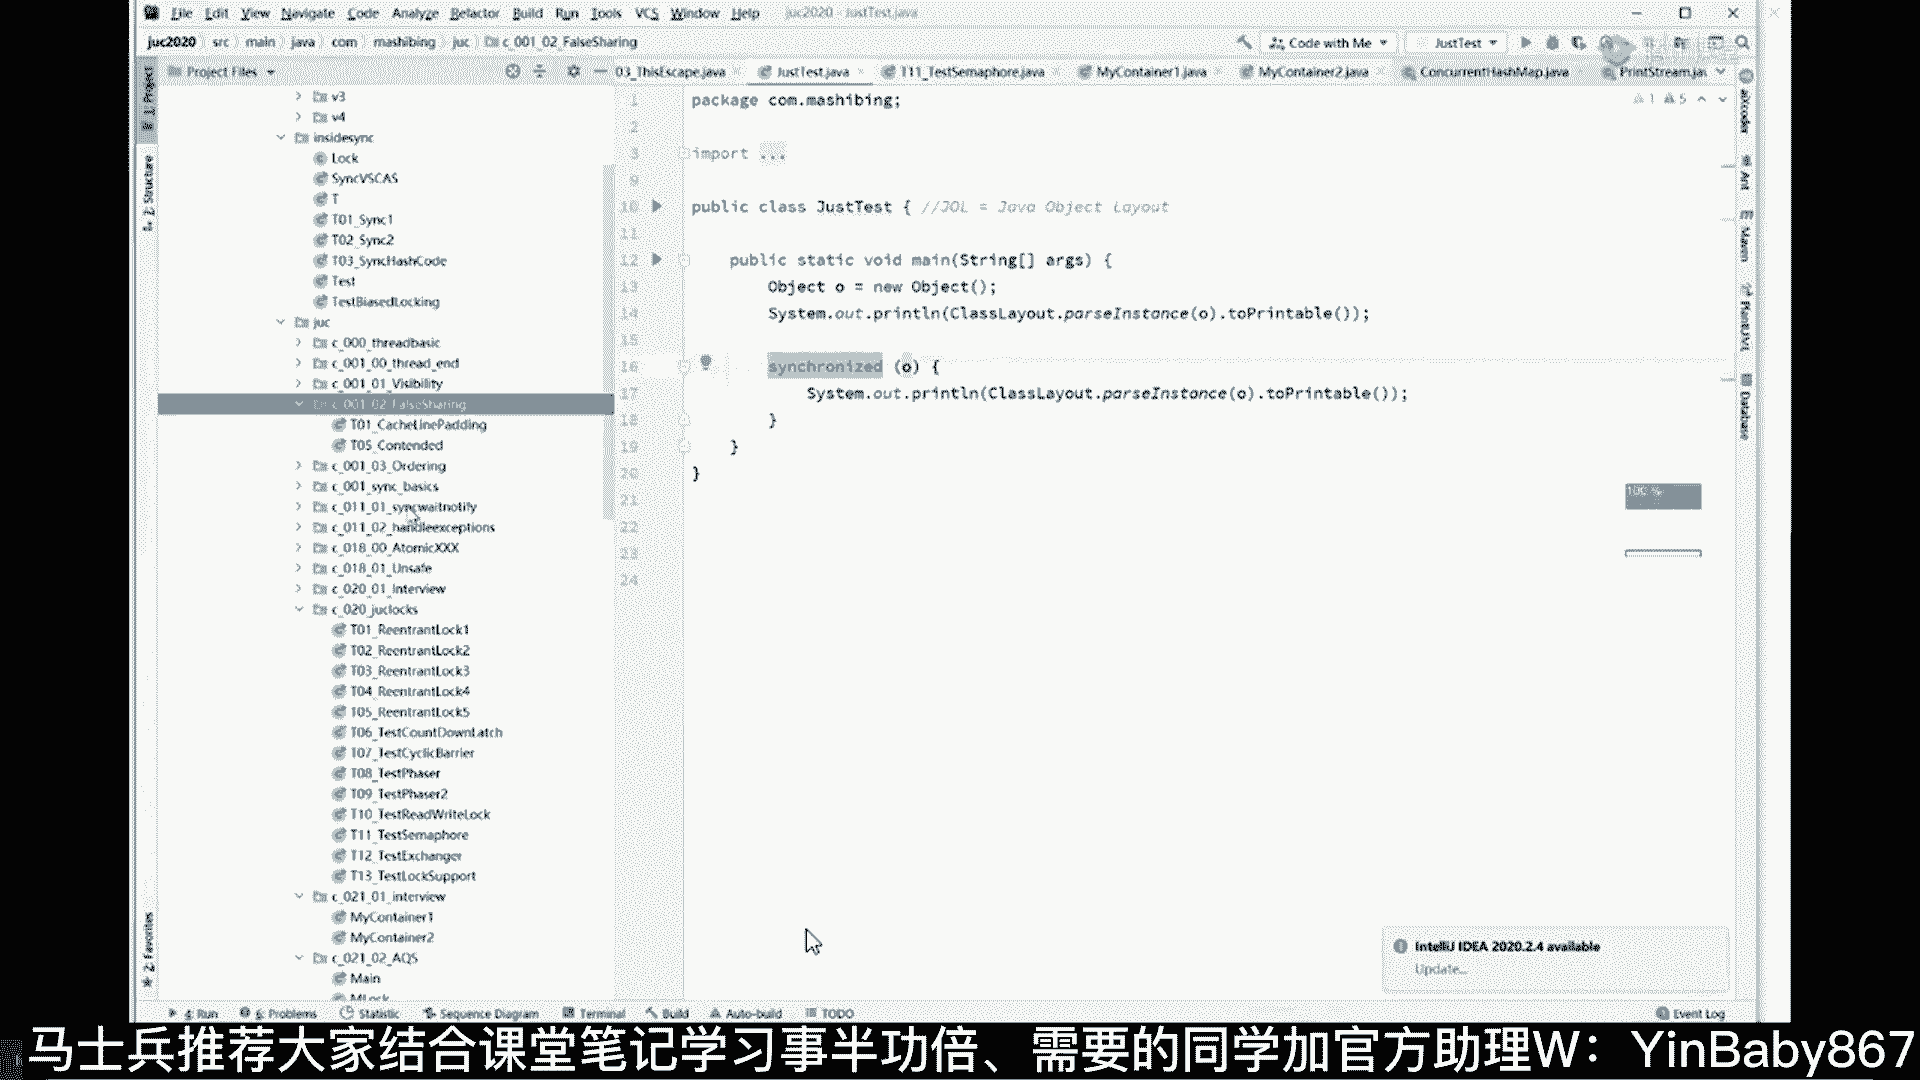 File Edit View Navigate Code Analyze Refactor Build Run Tools VCS Window Help juc2020 - JustTest.java
juc2020 src main java com mashibing juc c_001_02_FalseSharing Code with Me JustTest
Project Files 03_ThisEscape.java JustTest.java T11_TestSemaphore.java MyContainer1.java MyContainer2.java ConcurrentHashMap.java PrintStream.jav
1: Project
Z: Structure
2: Favorites
v3
v4
insidesync
Lock
SyncVSCAS
T
T01_Sync1
T02_Sync2
T03_SyncHashCode
Test
TestBiasedLocking
juc
c_000_threadbasic
c_001_00_thread_end
c_001_01_Visibility
c_001_02_FalseSharing
T01_CacheLinePadding
T05_Contended
c_001_03_Ordering
c_001_sync_basics
c_011_01_syncwaitnotify
c_011_02_handleexceptions
c_018_00_AtomicXXX
c_018_01_Unsafe
c_020_01_Interview
c_020_juclocks
T01_ReentrantLock1
T02_ReentrantLock2
T03_ReentrantLock3
T04_ReentrantLock4
T05_ReentrantLock5
T06_TestCountDownLatch
T07_TestCyclicBarrier
T08_TestPhaser
T09_TestPhaser2
T10_TestReadWriteLock
T11_TestSemaphore
T12_TestExchanger
T13_TestLockSupport
c_021_01_interview
MyContainer1
MyContainer2
c_021_02_AQS
Main
MLock
1 package com.mashibing;
2
3 import ...
9
10 public class JustTest { //JOL = Java Object Layout
11
12 public static void main(String[] args) {
13 Object o = new Object();
14 System.out.println(ClassLayout.parseInstance(o).toPrintable());
15
16 synchronized (o) {
17 System.out.println(ClassLayout.parseInstance(o).toPrintable());
18 }
19 }
20 }
21
22
23
24
1 5
100 %
aiXcoder
Ant
Maven
PlantUML
Database
IntelliJ IDEA 2020.2.4 available
Update...
4: Run 6: Problems Statistic Sequence Diagram Terminal Build Auto-build TODO Event Log
马士兵推荐大家结合课堂笔记学习事半功倍、需要的同学加官方助理W：YinBaby867